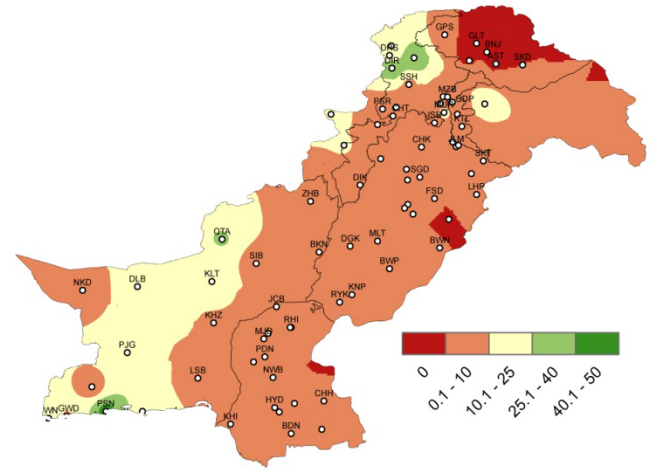 GPS
GLT
BNJ
DRS
AST
SKD
DIR
SSH
MZB
PSR
CHK
SKT
SGD
DIK
LHP
FSD
ZHB
QTA
MLT
DGK
BWN
BKN
SIB
BWP
KLT
DLB
NKD
KNP
RYK
JCB
KHZ
RHI
MJD
PJG
PDN
NWB
LSB
CHH
PSN
GWD
HYD
KHI
BDN
0
0.1 - 10
10.1 - 25
25.1 - 40
40.1 - 50